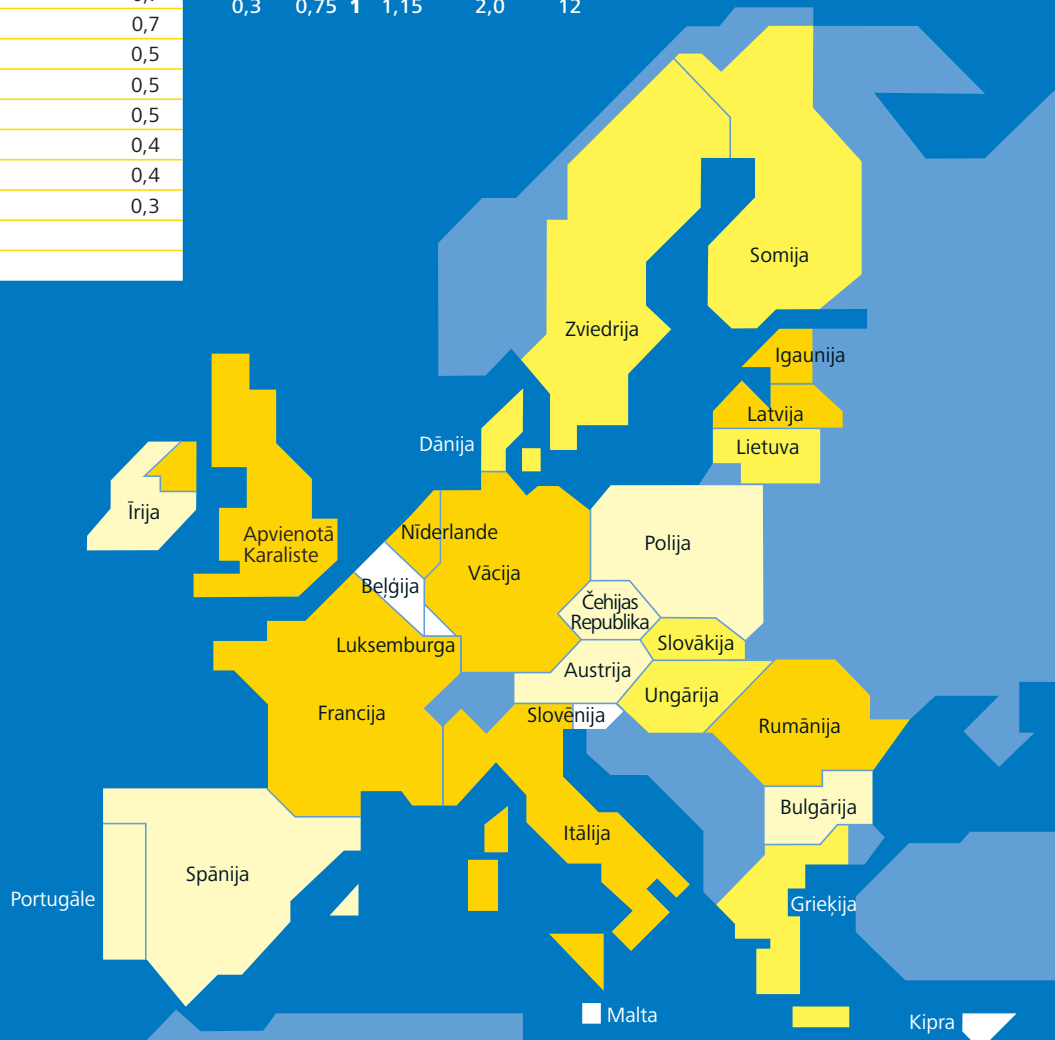 0,3 0,75 1 1,15 2,0 12
0,7
0,5
0,5
0,5
0,4
0,4
0,3
Somija
Zviedrija
Igaunija
Latvija
Dānija
Lietuva
Īrija
Apvienotā
Karaliste
Nīderlande
Polija
Vācija
Beļģija
Čehijas
Republika
Luksemburga
Slovākija
Austrija
Ungārija
Francija
Slovēnija
Rumānija
Bulgārija
Itālija
Spānija
Portugāle
Grieķija
Malta
Kipra